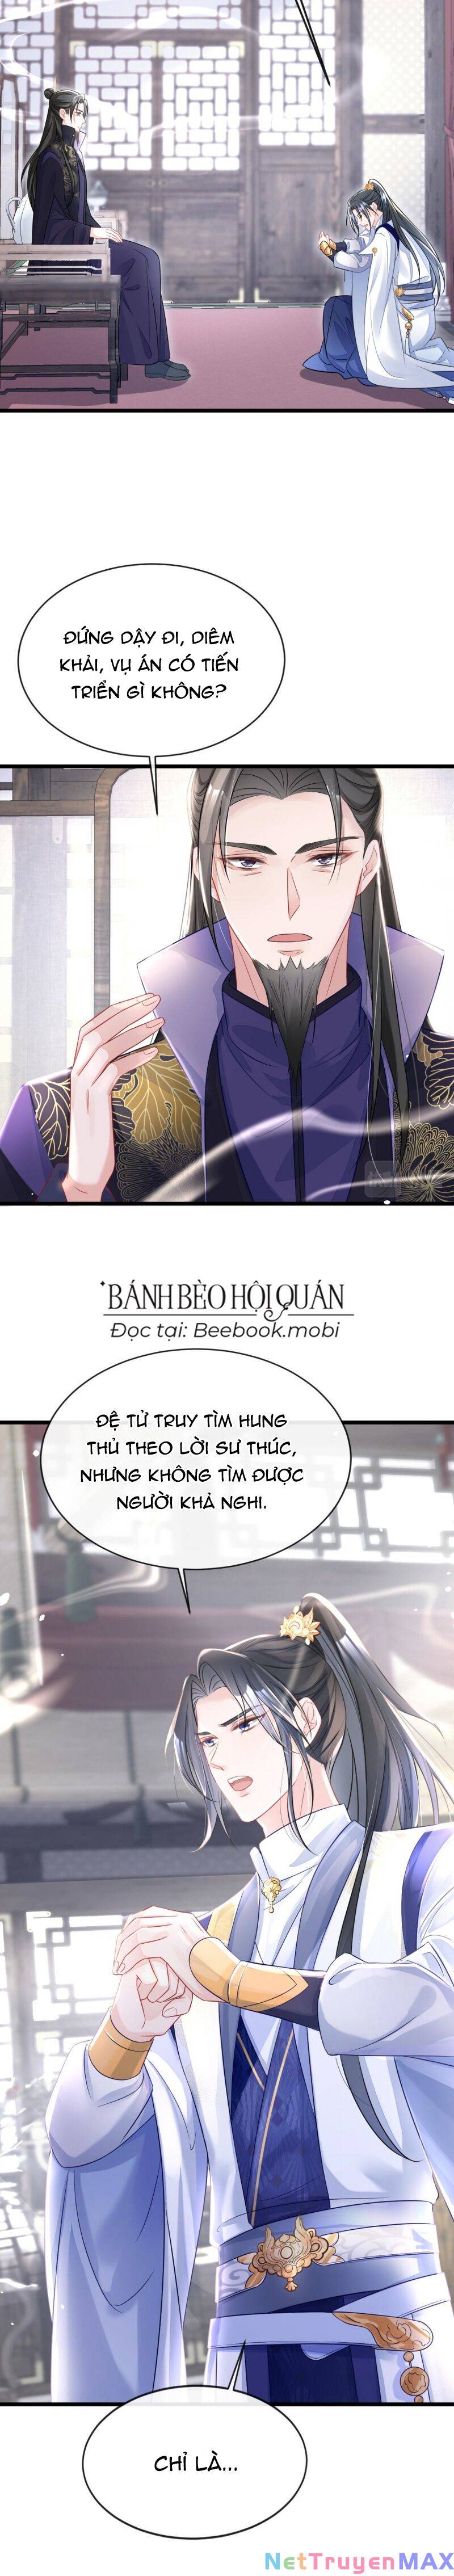 ĐỨNG DẬY ĐI, DIÊM
KHẢI, VỤ ÁN CÓ TIẾN
TRIỂN GÌ KHÔNG?
BÁNH BÈO HỘI QUÁN
Đọc tại: Beebook.mobi
ĐỆ TỬ TRUY TÌM HUNG
THỦ THEO LỜI SƯ THÚC,
NHƯNG KHÔNG TÌM ĐƯỢC
NGƯỜI KHẢ NGHI.
CHỈ LÀ...
NETTRUYENMAX